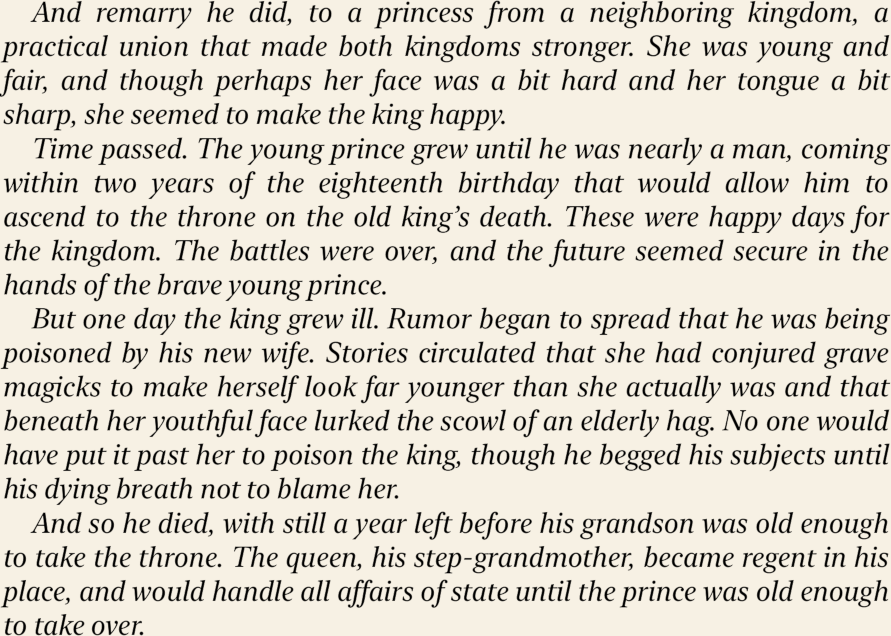 And remarry he did, to a princess from a neighboring kingdom, a
practical union that made both kingdoms stronger. She was young and
fair, and though perhaps her face was a bit hard and her tongue a bit
sharp, she seemed to make the king happy.
Time passed. The young prince grew until he was nearly a man, coming
within two years of the eighteenth birthday that would allow him to
ascend to the throne on the old king’s death. These were happy days for
the kingdom. The battles were over, and the future seemed secure in the
hands of the brave young prince.
But one day the king grew ill. Rumor began to spread that he was being
poisoned by his new wife. Stories circulated that she had conjured grave
magicks to make herself look far younger than she actually was and that
beneath her youthful face lurked the scowl of an elderly hag. No one would
have put it past her to poison the king, though he begged his subjects until
his dying breath not to blame her.
And so he died, with still a year left before his grandson was old enough
to take the throne. The queen, his step-grandmother, became regent in his
place, and would handle all affairs of state until the prince was old enough
to take over.